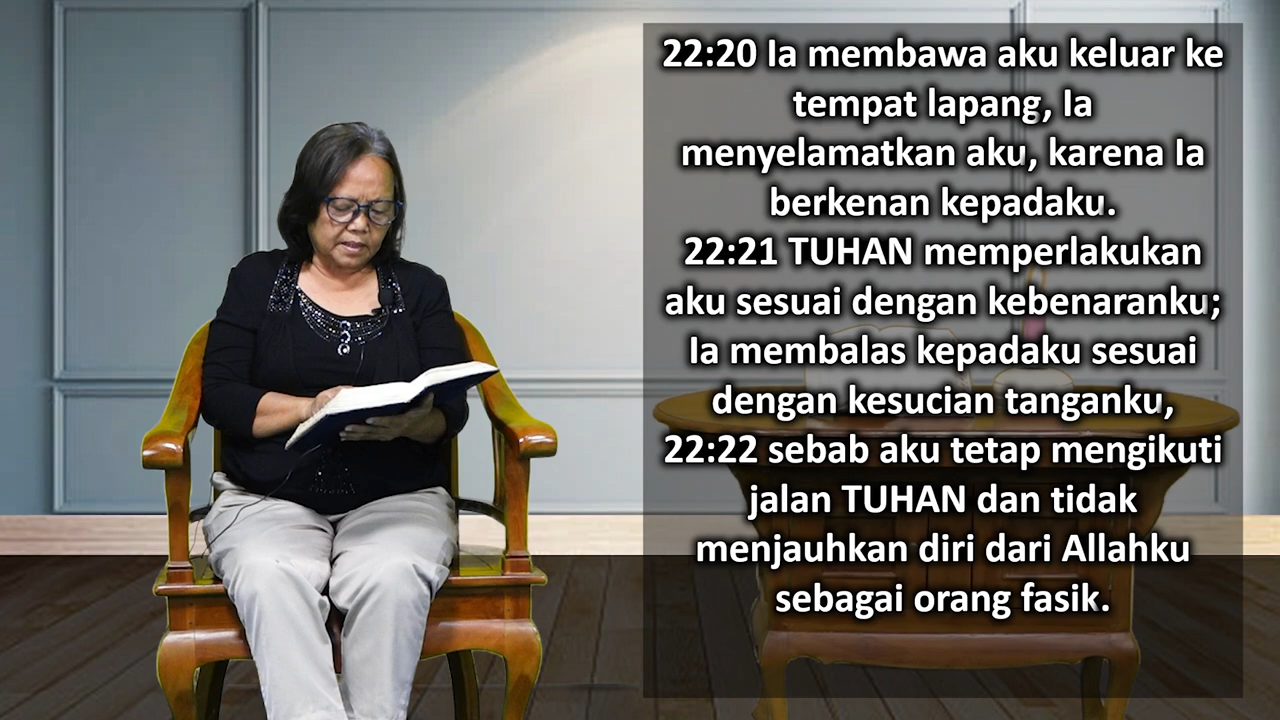 22:20 Ia membawa aku keluar ke
tempat lapang, Ia
menyelamatkan aku, karena Ia
berkenan kepadaku.
22:21 TUHAN memperlakukan
aku sesuai dengan kebenaranku;
Ia membalas kepadaku sesuai
dengan kesucian tanganku,
22:22 sebab aku tetap mengikuti
jalan TUHAN dan tidak
menjauhkan diri dari Allahku
sebagai orang fasik.